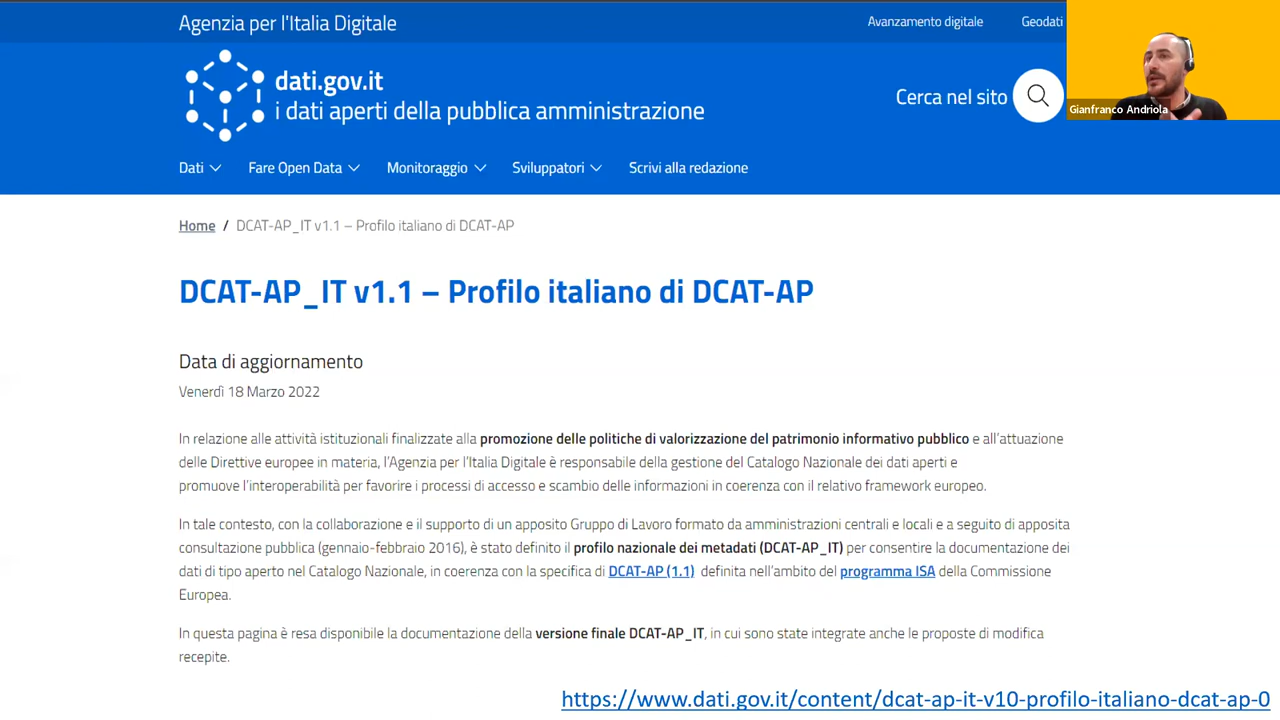 Agenzia per l'Italia Digitale
Avanzamento digitale
Geodati
dati.gov.it
i dati aperti della pubblica amministrazione
Cerca nel sito
Gianfranco Andriola
Dati
Fare Open Data
Monitoraggio
Sviluppatori
Scrivi alla redazione
Home / DCAT-AP_IT v1.1 – Profilo italiano di DCAT-AP
DCAT-AP_IT v1.1 – Profilo italiano di DCAT-AP
Data di aggiornamento
Venerdì 18 Marzo 2022
In relazione alle attività istituzionali finalizzate alla promozione delle politiche di valorizzazione del patrimonio informativo pubblico e all'attuazione
delle Direttive europee in materia, l'Agenzia per l'Italia Digitale è responsabile della gestione del Catalogo Nazionale dei dati aperti e
promuove l'interoperabilità per favorire i processi di accesso e scambio delle informazioni in coerenza con il relativo framework europeo.
In tale contesto, con la collaborazione e il supporto di un apposito Gruppo di Lavoro formato da amministrazioni centrali e locali e a seguito di apposita
consultazione pubblica (gennaio-febbraio 2016), è stato definito il profilo nazionale dei metadati (DCAT-AP_IT) per consentire la documentazione dei
dati di tipo aperto nel Catalogo Nazionale, in coerenza con la specifica di DCAT-AP (1.1) definita nell'ambito del programma ISA della Commissione
Europea.
In questa pagina è resa disponibile la documentazione della versione finale DCAT-AP_IT, in cui sono state integrate anche le proposte di modifica
recepite.
https://www.dati.gov.it/content/dcat-ap-it-v10-profilo-italiano-dcat-ap-0